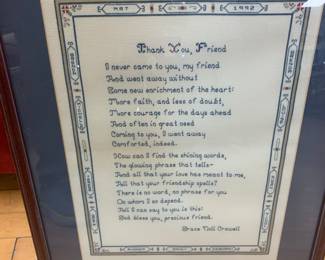 MAY 1992
Thank You, Friend
I never came to you, my friend
And went away without
Some new enrichment of the heart:
More faith, and less of doubt,
More courage for the days ahead
And often in great need
Coming to you, I went away
Comforted, indeed.
How can I find the shining words,
The glowing phrase that tells-
And all that your love has meant to me,
All that your friendship spells?
There is no word, no phrase for you
On whom I so depend.
All I can say to you is this:
God bless you, precious friend.
Grace Noll Crowell